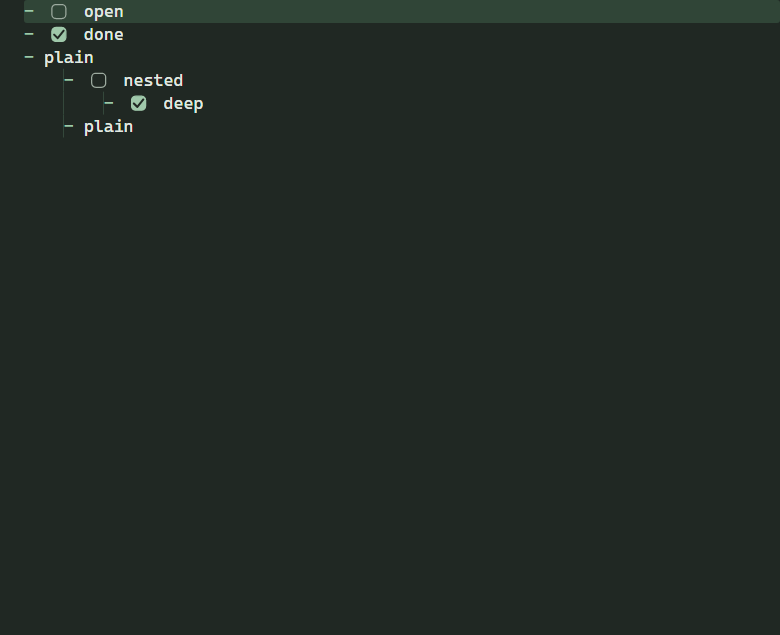 - open
- done
- plain
- nested
- deep
- plain